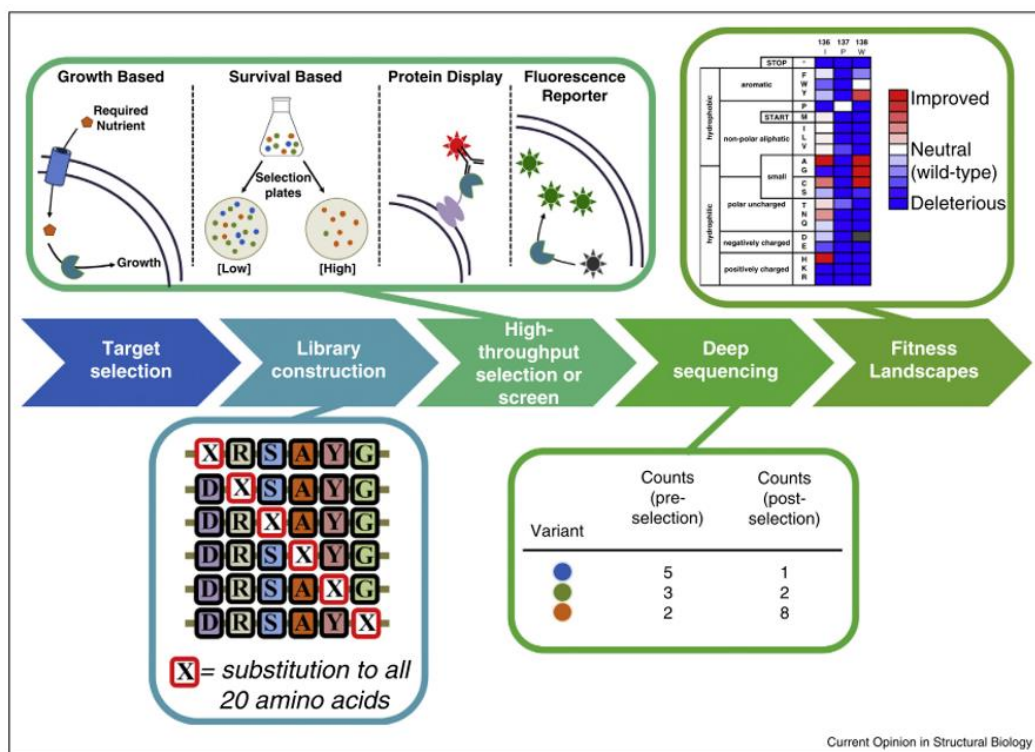 Growth Based
Required
Nutrient
Growth
Survival Based
Selection
plates
[Low]
[High]
Protein Display
Fluorescence
Reporter
136 137 138
I P W
STOP *
hydrophobic
aromatic
F
W
Y
P
START M
non-polar aliphatic
I
L
V
small
A
G
hydrophilic
C
S
polar uncharged
T
N
Q
negatively charged
D
E
positively charged
H
K
R
Improved
Neutral
(wild-type)
Deleterious
Target
selection
Library
construction
High-
throughput
selection or
screen
Deep
sequencing
Fitness
Landscapes
X R S A Y G
D X S A Y G
D R X A Y G
D R S X Y G
D R S A X G
D R S A Y X
X = substitution to all
20 amino acids
Variant
Counts
(pre-
selection)
Counts
(post-
selection)
5 1
3 2
2 8
Current Opinion in Structural Biology